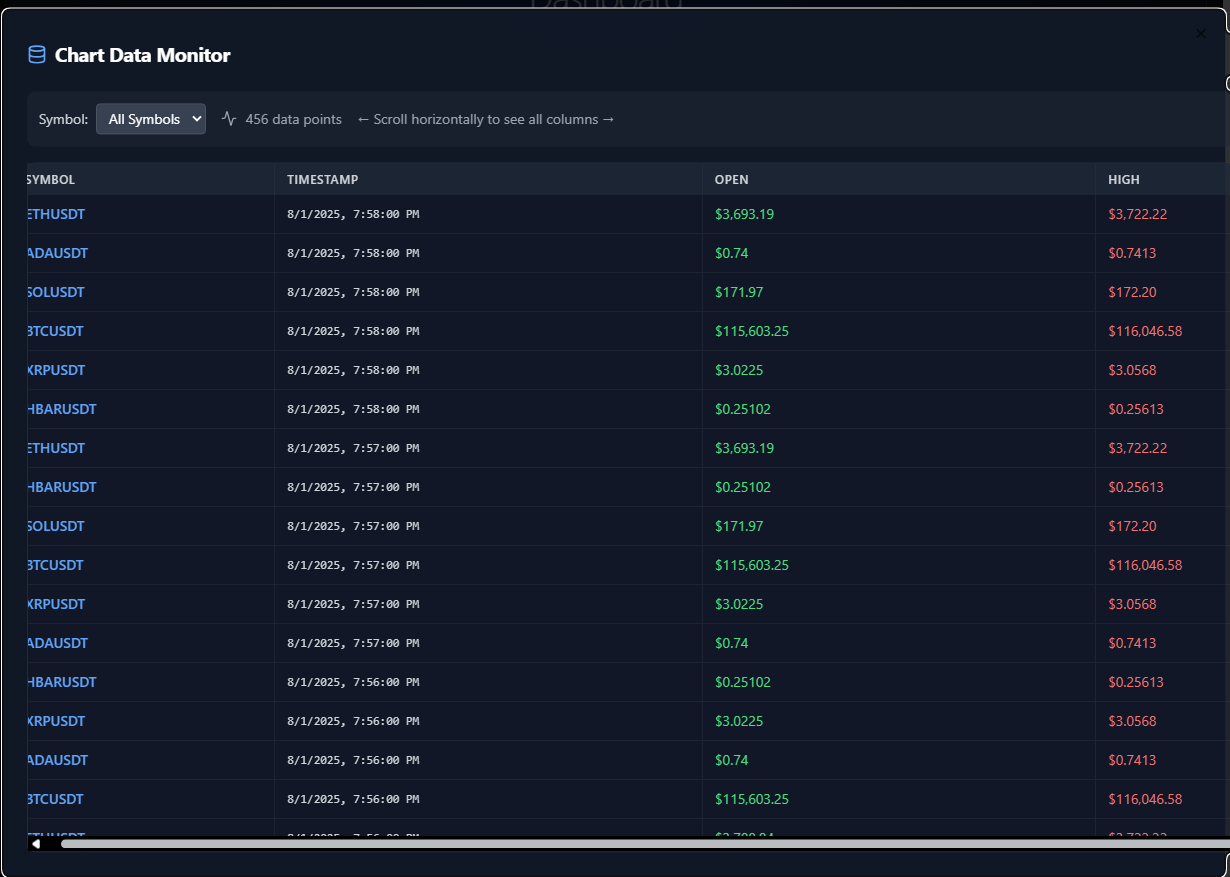 Dashboard
Chart Data Monitor
Symbol: All Symbols 456 data points ← Scroll horizontally to see all columns →
SYMBOL TIMESTAMP OPEN HIGH
ETHUSDT 8/1/2025, 7:58:00 PM $3,693.19 $3,722.22
ADAUSDT 8/1/2025, 7:58:00 PM $0.74 $0.7413
SOLUSDT 8/1/2025, 7:58:00 PM $171.97 $172.20
BTCUSDT 8/1/2025, 7:58:00 PM $115,603.25 $116,046.58
XRPUSDT 8/1/2025, 7:58:00 PM $3.0225 $3.0568
HBARUSDT 8/1/2025, 7:58:00 PM $0.25102 $0.25613
ETHUSDT 8/1/2025, 7:57:00 PM $3,693.19 $3,722.22
HBARUSDT 8/1/2025, 7:57:00 PM $0.25102 $0.25613
SOLUSDT 8/1/2025, 7:57:00 PM $171.97 $172.20
BTCUSDT 8/1/2025, 7:57:00 PM $115,603.25 $116,046.58
XRPUSDT 8/1/2025, 7:57:00 PM $3.0225 $3.0568
ADAUSDT 8/1/2025, 7:57:00 PM $0.74 $0.7413
HBARUSDT 8/1/2025, 7:56:00 PM $0.25102 $0.25613
XRPUSDT 8/1/2025, 7:56:00 PM $3.0225 $3.0568
ADAUSDT 8/1/2025, 7:56:00 PM $0.74 $0.7413
BTCUSDT 8/1/2025, 7:56:00 PM $115,603.25 $116,046.58
ETHUSDT 8/1/2025, 7:56:00 PM